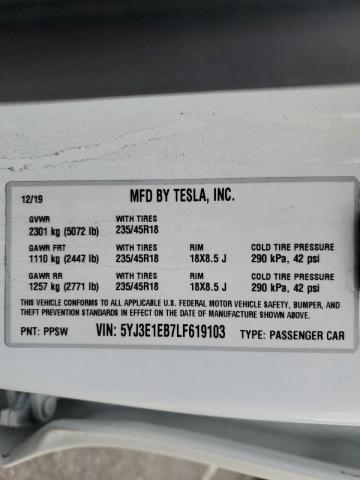 12/19 MFD BY TESLA, INC.
GVWR WITH TIRES
2301 kg (5072 lb) 235/45R18
GAWR FRT WITH TIRES RIM COLD TIRE PRESSURE
1110 kg (2447 lb) 235/45R18 18X8.5 J 290 kPa, 42 psi
GAWR RR WITH TIRES RIM COLD TIRE PRESSURE
1257 kg (2771 lb) 235/45R18 18X8.5 J 290 kPa, 42 psi
THIS VEHICLE CONFORMS TO ALL APPLICABLE U.S. FEDERAL MOTOR VEHICLE SAFETY, BUMPER, AND
THEFT PREVENTION STANDARDS IN EFFECT ON THE DATE OF MANUFACTURE SHOWN ABOVE.
PNT: PPSW VIN: 5YJ3E1EB7LF619103 TYPE: PASSENGER CAR